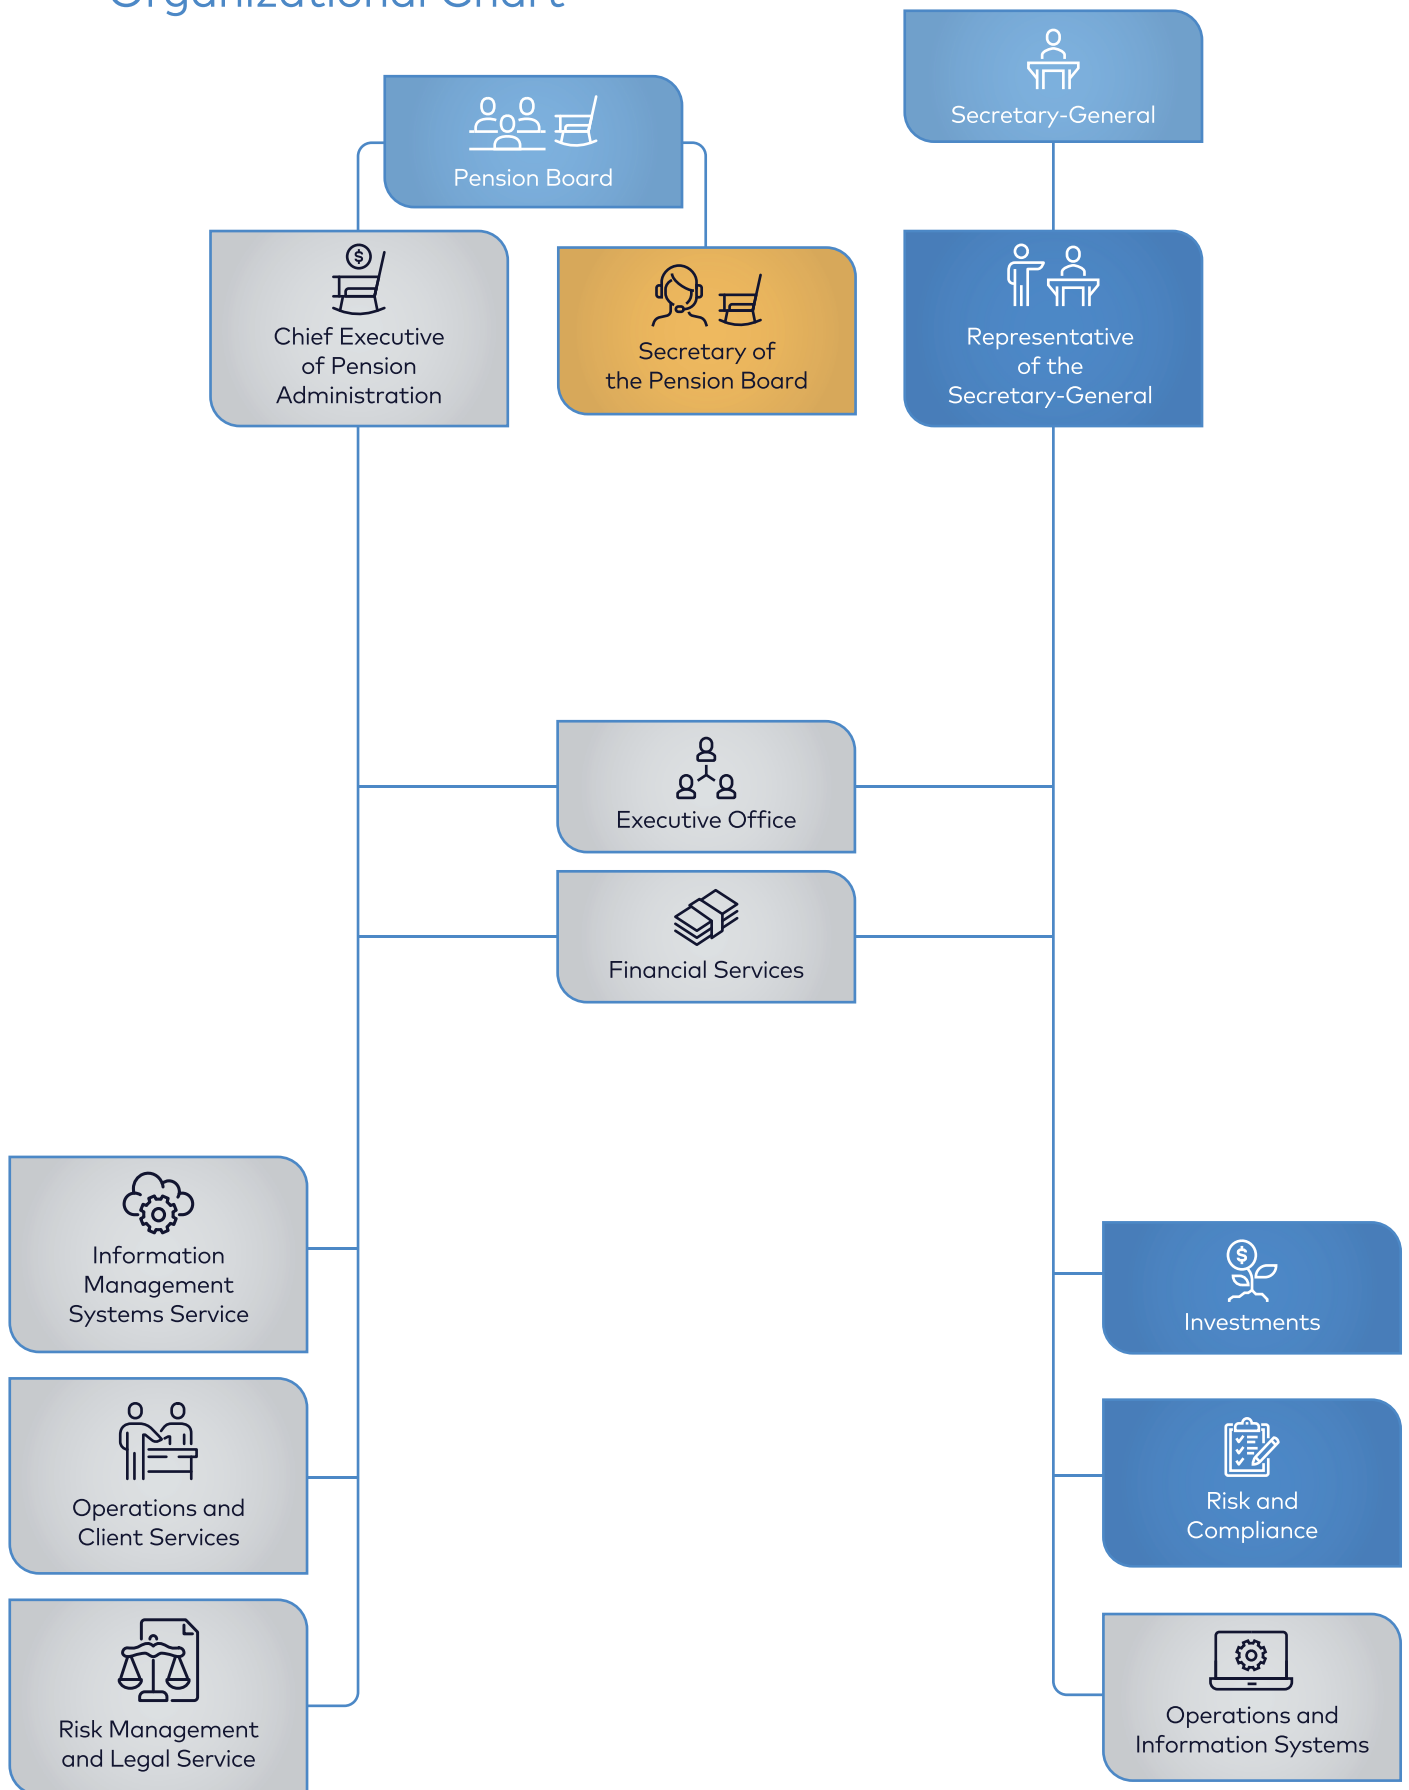 Organizational Chart
Secretary-General
Pension Board
Chief Executive
of Pension
Administration
Secretary of
the Pension Board
Representative
of the
Secretary-General
Executive Office
Financial Services
Information
Management
Systems Service
Operations and
Client Services
Risk Management
and Legal Service
Investments
Risk and
Compliance
Operations and
Information Systems